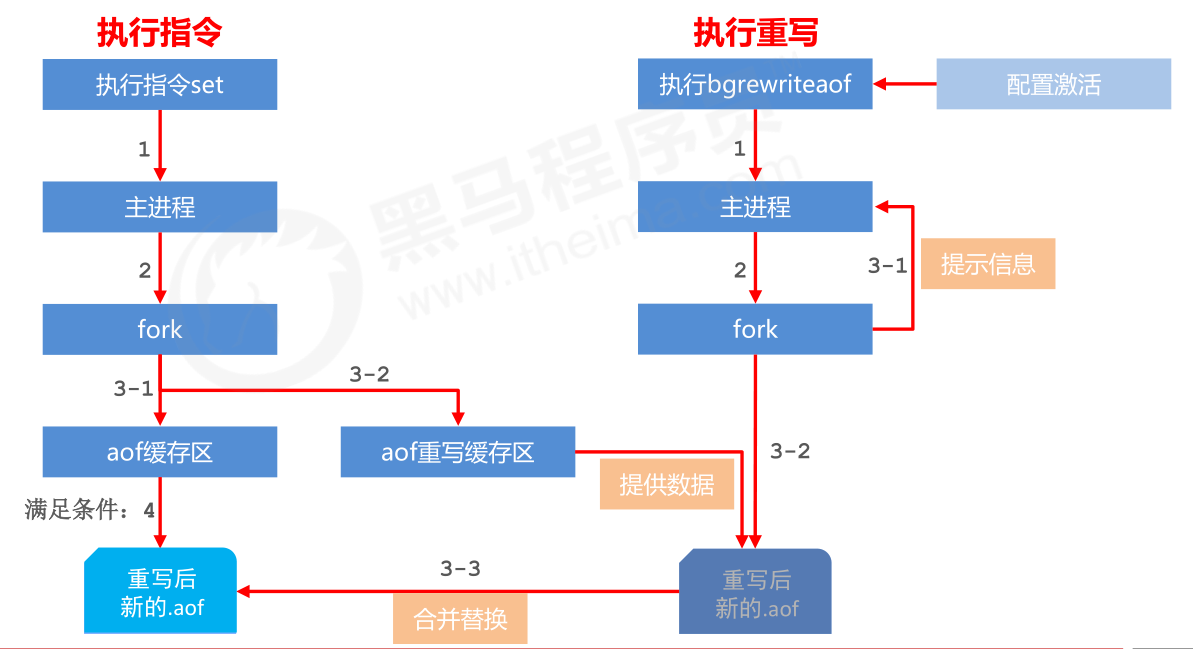 执行指令
执行重写
执行指令set
执行bgrewriteaof
配置激活
1
1
主进程
主进程
2
2
3-1
提示信息
fork
fork
3-1
3-2
aof缓存区
aof重写缓存区
3-2
提供数据
满足条件：4
重写后
新的.aof
3-3
合并替换
重写后
新的.aof
黑马程序员
www.itheima.com